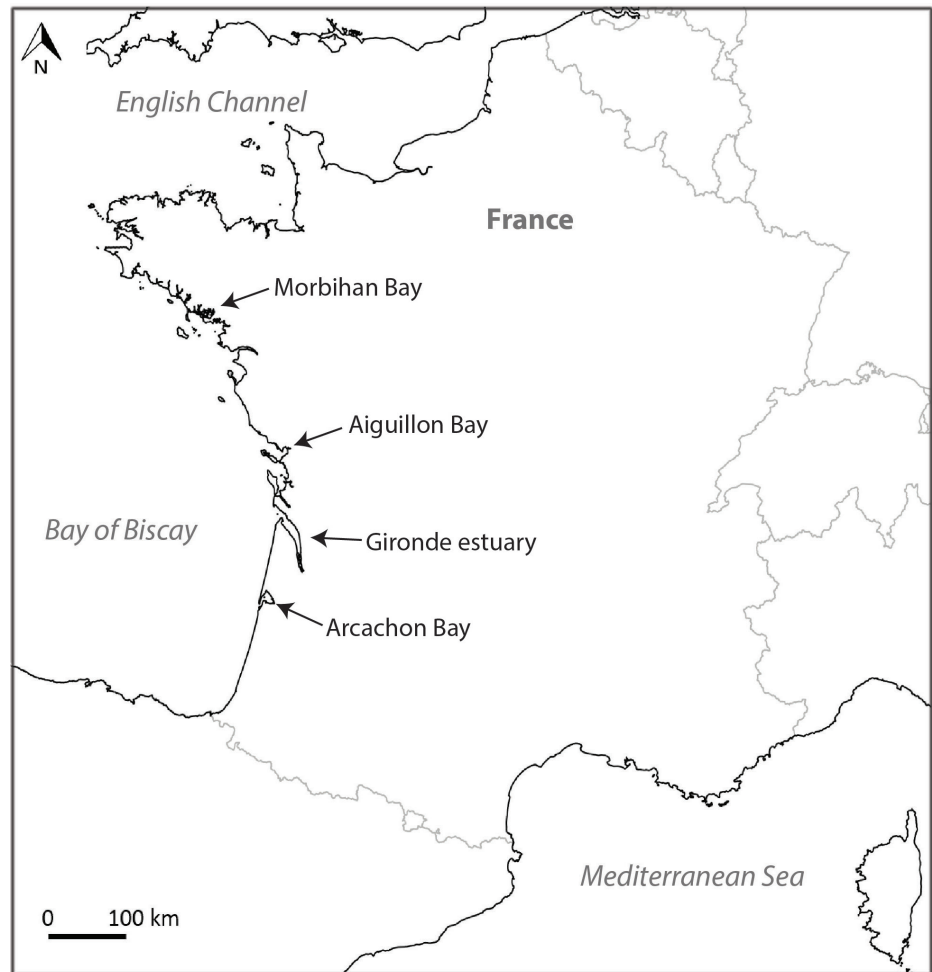 N
English Channel
France
Morbihan Bay
Aiguillon Bay
Bay of Biscay
Gironde estuary
Arcachon Bay
Mediterranean Sea
0 100 km